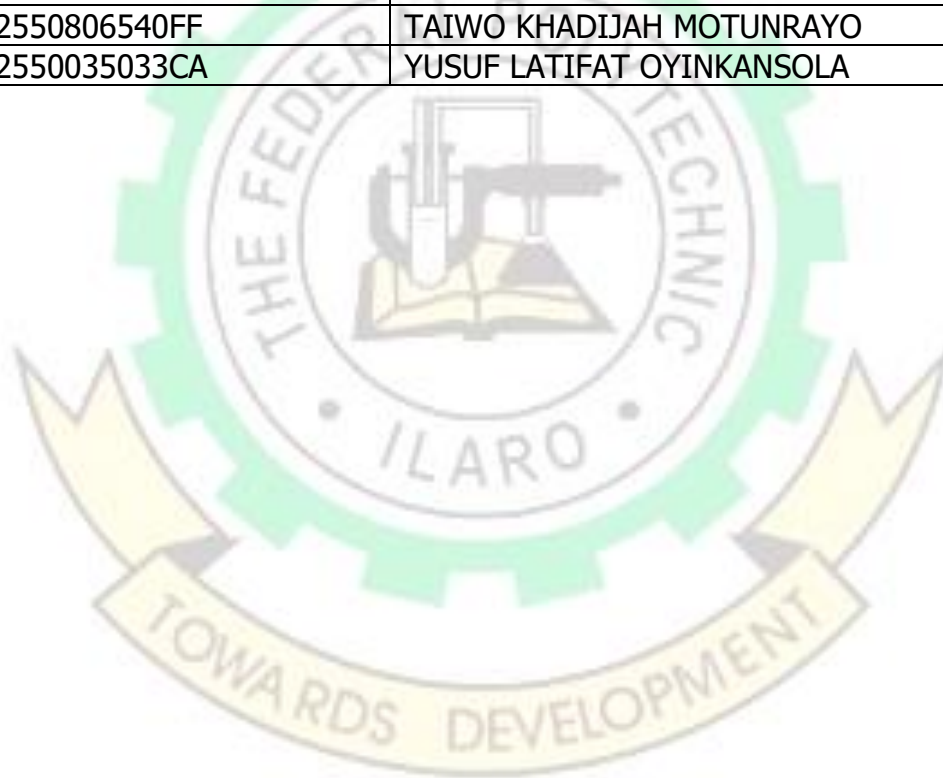 2550806540FF TAIWO KHADIJAH MOTUNRAYO
2550035033CA YUSUF LATIFAT OYINKANSOLA
THE FEDERAL POLYTECHNIC
ILARO
TOWARDS DEVELOPMENT